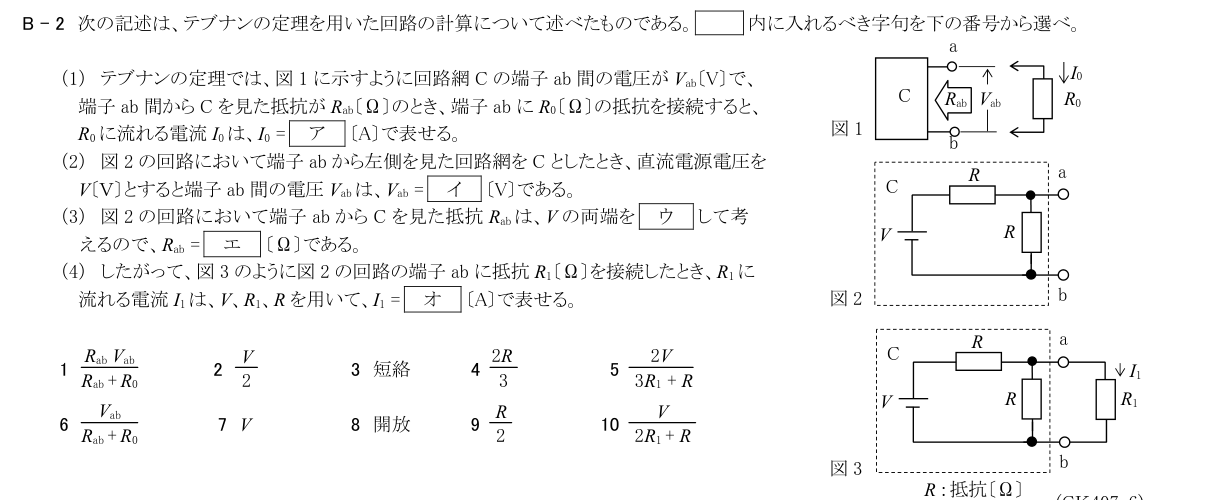 B－2 次の記述は、テブナンの定理を用いた回路の計算について述べたものである。□内に入れるべき字句を下の番号から選べ。
(1) テブナンの定理では、図1に示すように回路網Cの端子ab間の電圧がVab〔V〕で、
端子ab間からCを見た抵抗がRab〔Ω〕のとき、端子abにR0〔Ω〕の抵抗を接続すると、
R0に流れる電流I0は、I0 = ア 〔A〕で表せる。
(2) 図2の回路において端子abから左側を見た回路網をCとしたとき、直流電源電圧を
V〔V〕とすると端子ab間の電圧Vabは、Vab = イ 〔V〕である。
(3) 図2の回路において端子abからCを見た抵抗Rabは、Vの両端を ウ して考
えるので、Rab = エ 〔Ω〕である。
(4) したがって、図3のように図2の回路の端子abに抵抗R1〔Ω〕を接続したとき、R1に
流れる電流I1は、V、R1、Rを用いて、I1 = オ 〔A〕で表せる。
1 Rab Vab / Rab + R0  2 V / 2  3 短絡  4 2R / 3  5 2V / 3R1 + R
6 Vab / Rab + R0  7 V  8 開放  9 R / 2  10 V / 2R1 + R
a
C Rab Vab ↓I0 R0
b
図1
C R a
V R
b
図2
C R a
V R ↓I1 R1
b
図3
R : 抵抗〔Ω〕